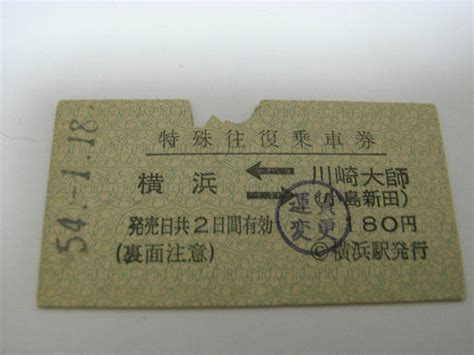 54.-1.18.
特殊往復乗車券
横浜 ⇄ 川崎大師
(小島新田)
発売日共2日間有効 180円
(裏面注意) ◯横浜駅発行
運賃
変更